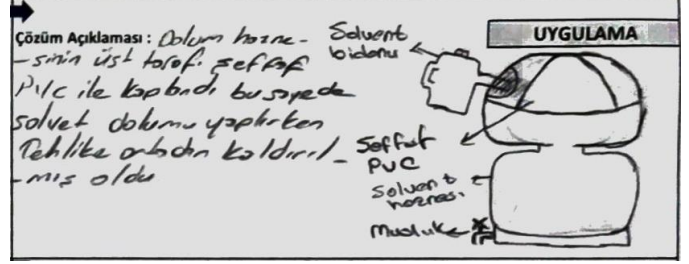 Çözüm Açıklaması : Dolum hazne-
-sinin üst tarafı şeffaf
PVC ile kaplandı bu sayede
solvet dolumu yapılırken
Tehlike ortadan kaldırıl-
-mış oldu
Solvent
bidonu
UYGULAMA
Şeffaf
PVC
Solvent
haznesi
Musluk